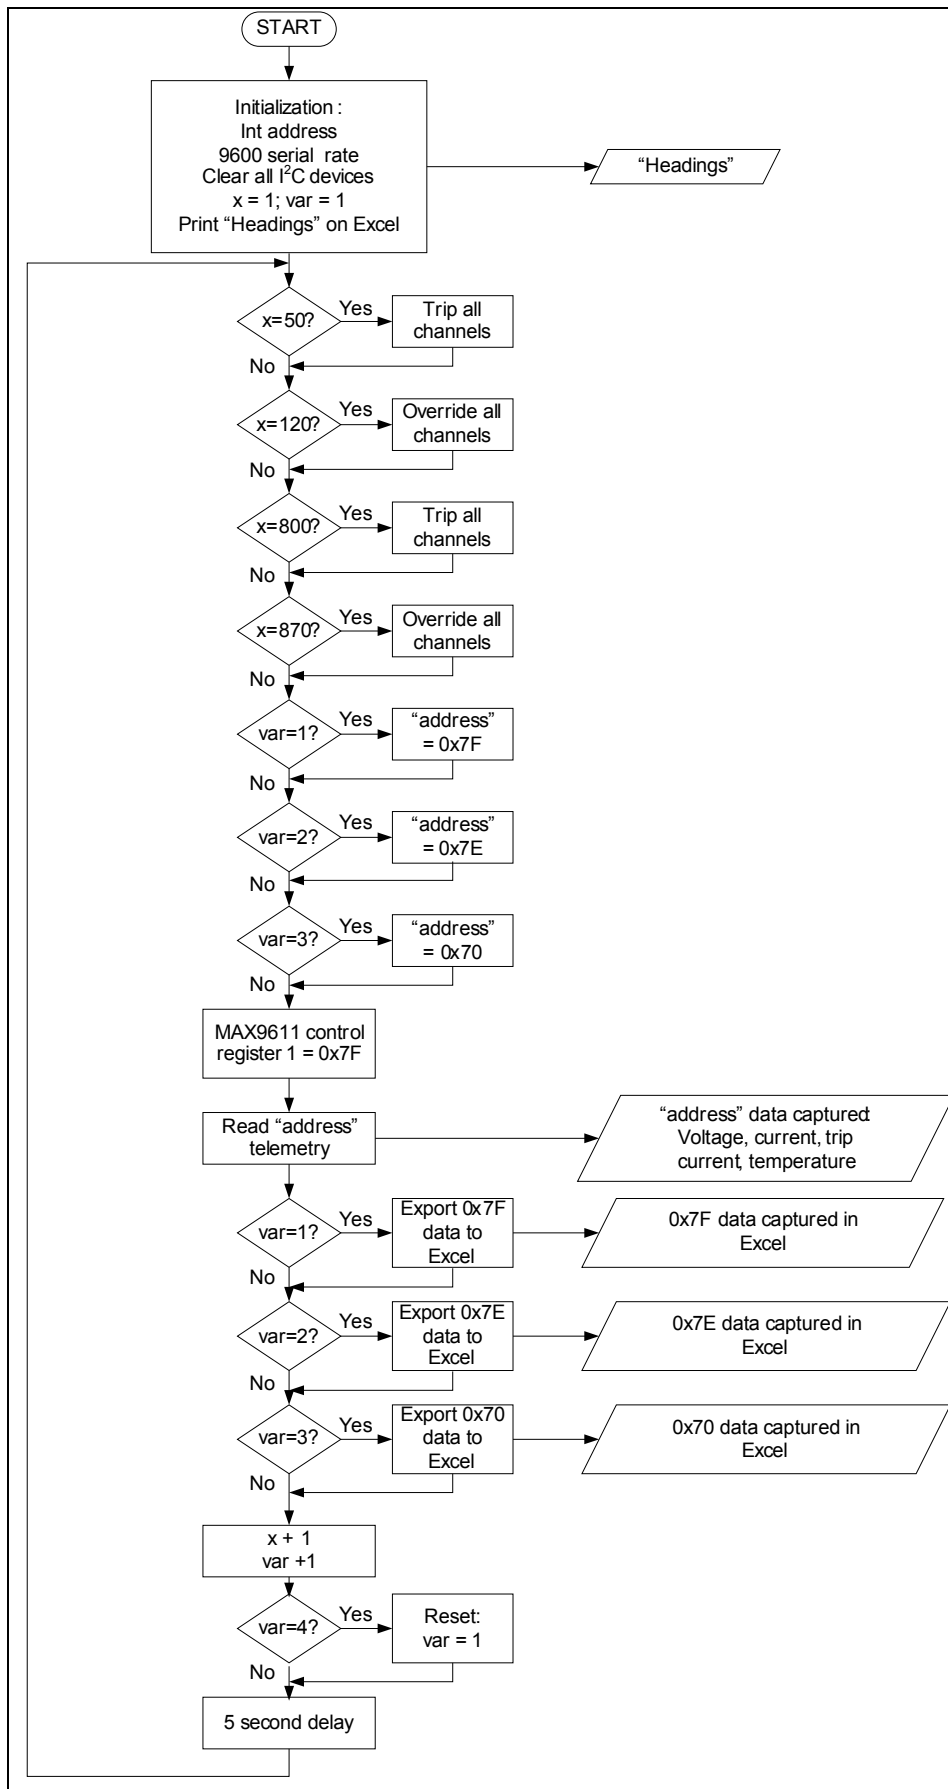 START
Initialization :
Int address
9600 serial rate
Clear all I²C devices
x = 1; var = 1
Print “Headings” on Excel
“Headings”
x=50?
Yes
Trip all
channels
No
x=120?
Yes
Override all
channels
No
x=800?
Yes
Trip all
channels
No
x=870?
Yes
Override all
channels
No
var=1?
Yes
“address”
= 0x7F
No
var=2?
Yes
“address”
= 0x7E
No
var=3?
Yes
“address”
= 0x70
No
MAX9611 control
register 1 = 0x7F
Read “address”
telemetry
“address” data captured:
Voltage, current, trip
current, temperature
var=1?
Yes
Export 0x7F
data to
Excel
0x7F data captured in
Excel
No
var=2?
Yes
Export 0x7E
data to
Excel
0x7E data captured in
Excel
No
var=3?
Yes
Export 0x70
data to
Excel
0x70 data captured in
Excel
No
x + 1
var +1
var=4?
Yes
Reset:
var = 1
No
5 second delay